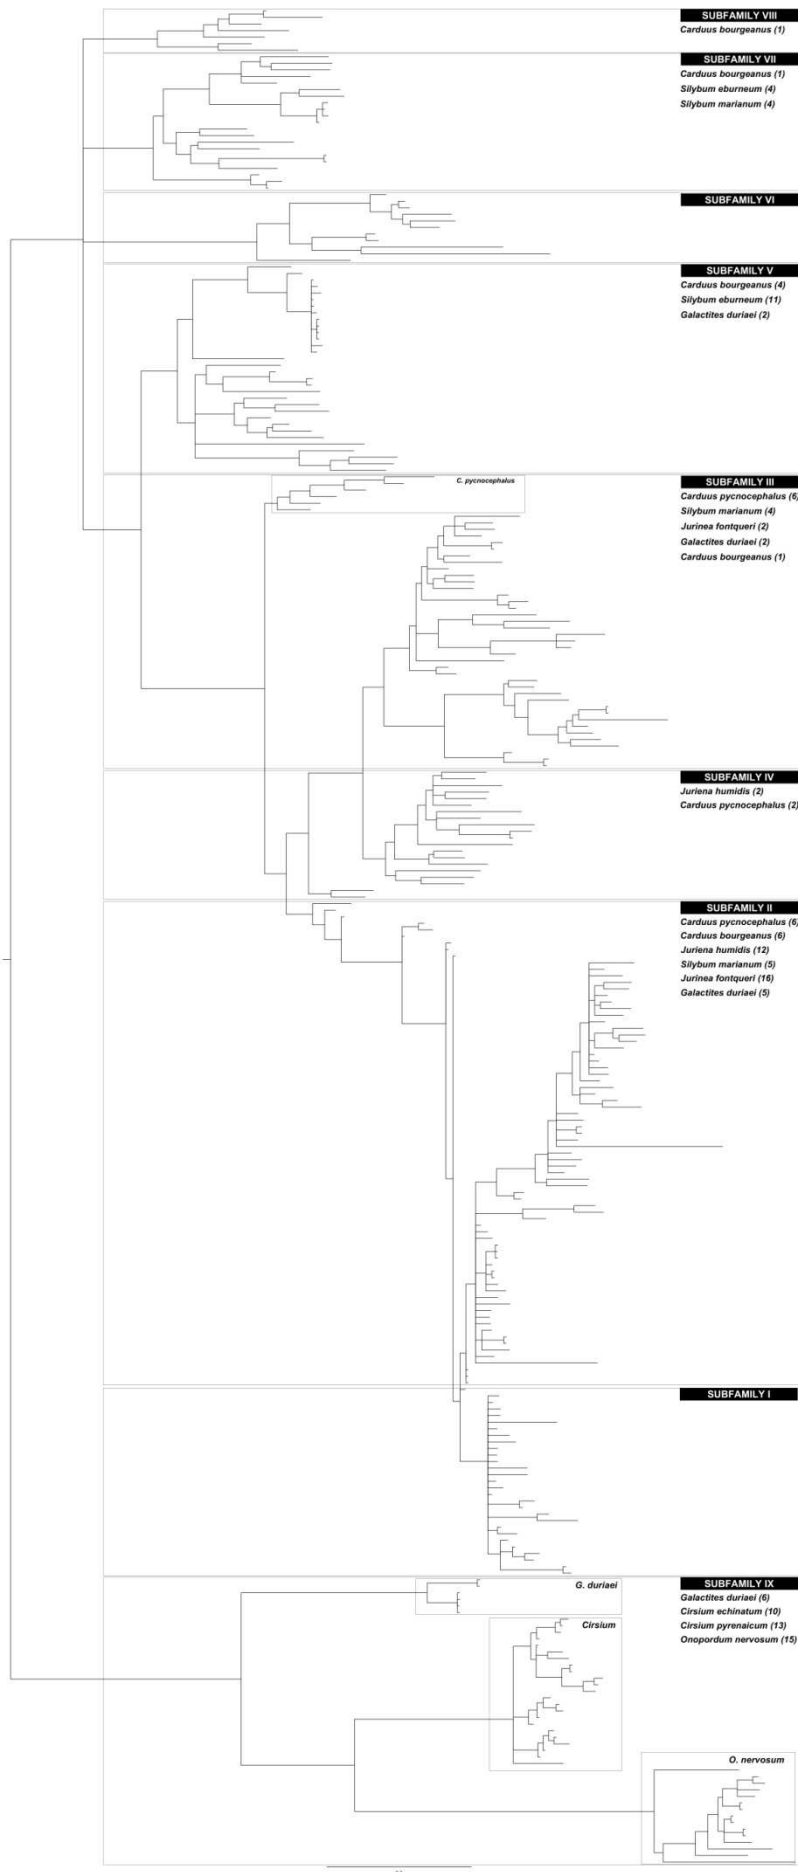 SUBFAMILY VIII
Carduus bourgeanus (1)
SUBFAMILY VII
Carduus bourgeanus (1)
Silybum eburneum (4)
Silybum marianum (4)
SUBFAMILY VI
SUBFAMILY V
Carduus bourgeanus (4)
Silybum eburneum (11)
Galactites duriaei (2)
C. pycnocephalus
SUBFAMILY III
Carduus pycnocephalus (6)
Silybum marianum (4)
Jurinea fontqueri (2)
Galactites duriaei (2)
Carduus bourgeanus (1)
SUBFAMILY IV
Juriena humidis (2)
Carduus pycnocephalus (2)
SUBFAMILY II
Carduus pycnocephalus (6)
Carduus bourgeanus (6)
Juriena humidis (12)
Silybum marianum (5)
Jurinea fontqueri (16)
Galactites duriaei (5)
SUBFAMILY I
G. duriaei
SUBFAMILY IX
Galactites duriaei (6)
Cirsium echinatum (10)
Cirsium
Cirsium pyrenaicum (13)
Onopordum nervosum (15)
O. nervosum